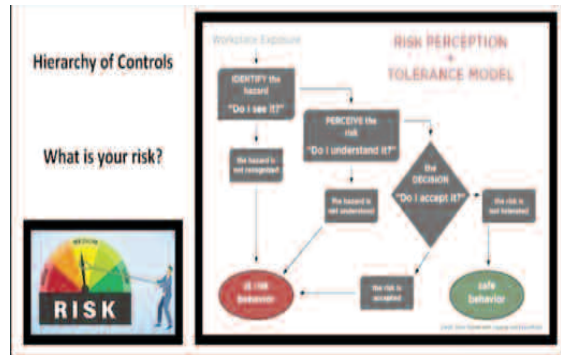 Hierarchy of Controls
What is your risk?
MEDIUM
RISK
Workplace Exposure
RISK PERCEPTION
+
TOLERANCE MODEL
IDENTIFY the
hazard
"Do I see it?"
PERCEIVE the
risk
"Do I understand it?"
the
DECISION
"Do I accept it?"
the hazard is
not recognized
the hazard is
not understood
the risk is
not tolerated
the risk is
accepted
at risk
behavior
safe
behavior